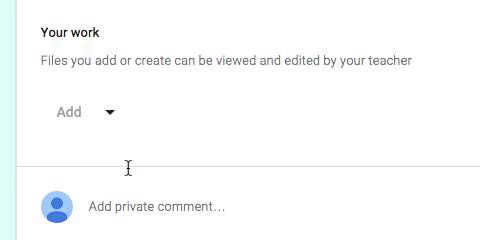 Your work
Files you add or create can be viewed and edited by your teacher
Add
Add private comment...